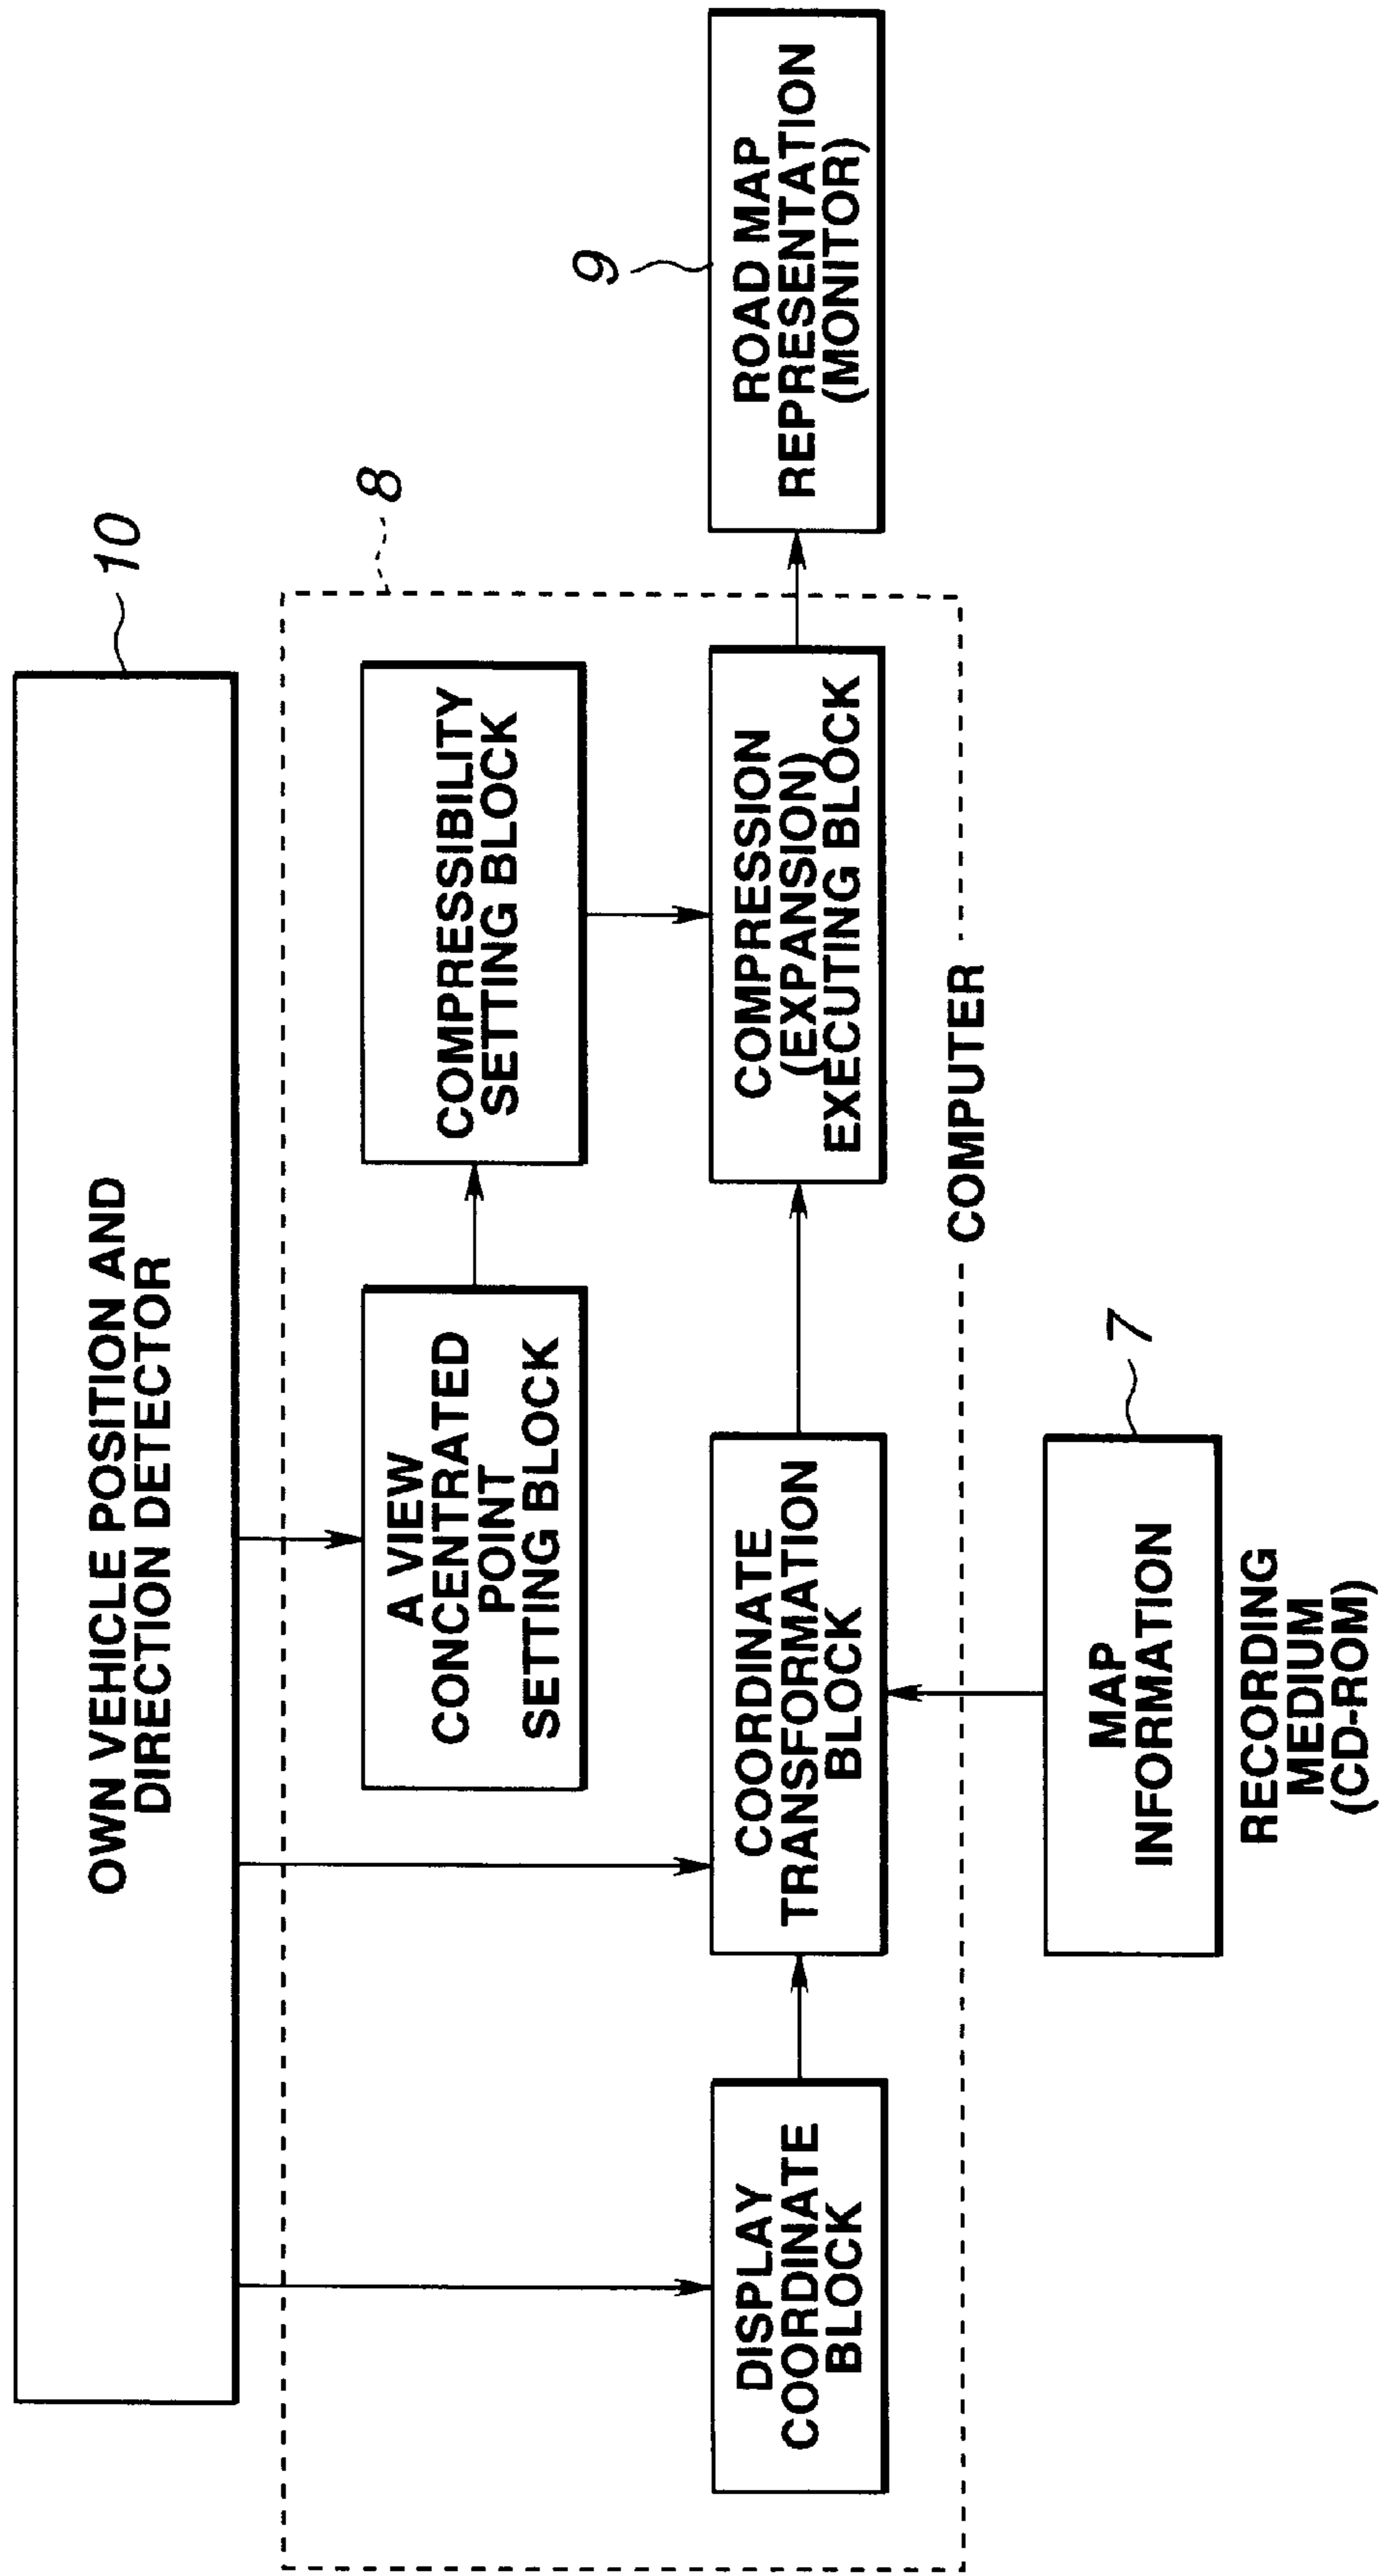 OWN VEHICLE POSITION AND
DIRECTION DETECTOR
10
8
A VIEW
CONCENTRATED
POINT
SETTING BLOCK
COMPRESSIBILITY
SETTING BLOCK
9
DISPLAY
COORDINATE
BLOCK
COORDINATE
TRANSFORMATION
BLOCK
COMPRESSION
(EXPANSION)
EXECUTING BLOCK
ROAD MAP
REPRESENTATION
(MONITOR)
COMPUTER
7
MAP
INFORMATION
RECORDING
MEDIUM
(CD-ROM)